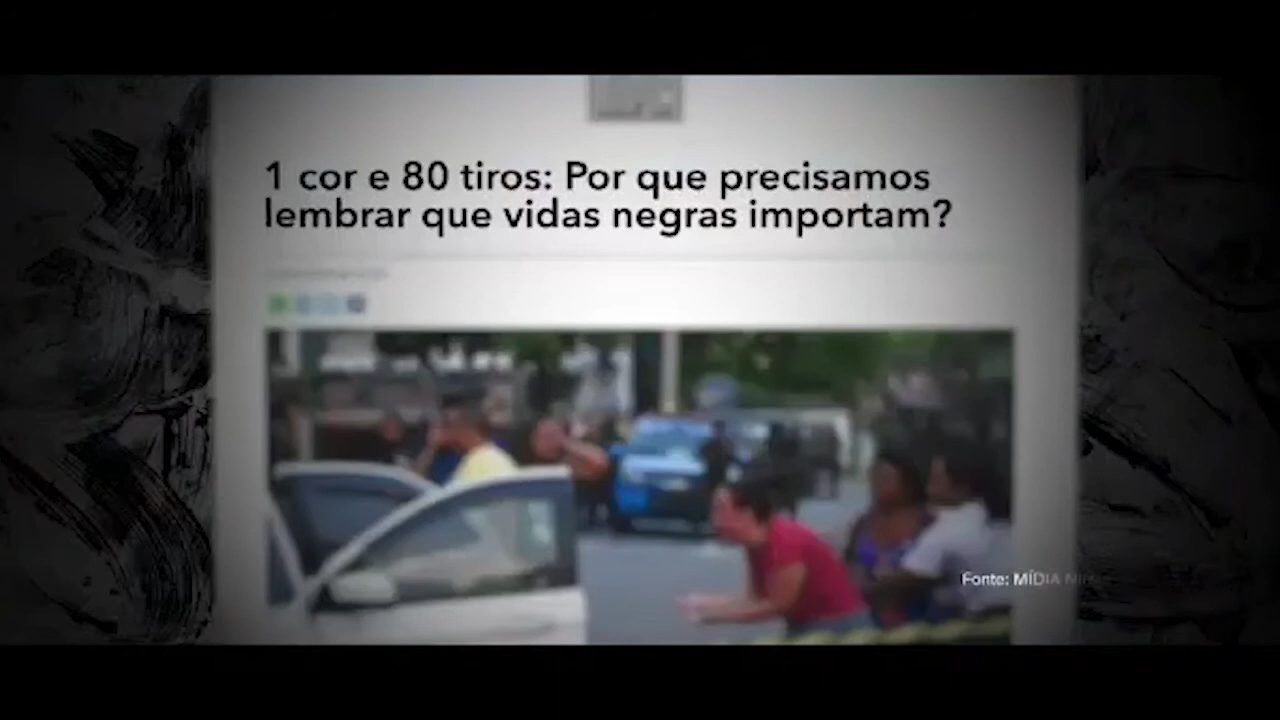 1 cor e 80 tiros: Por que precisamos
lembrar que vidas negras importam?
Fonte: MÍDIA